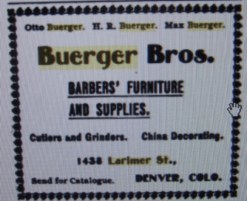 Otto Buerger. H. R. Buerger. Max Buerger.
Buerger Bros.
BARBERS' FURNITURE
AND SUPPLIES.
Cutlers and Grinders. China Decorating.
1438 Larimer St.,
Send for Catalogue. DENVER, COLO.